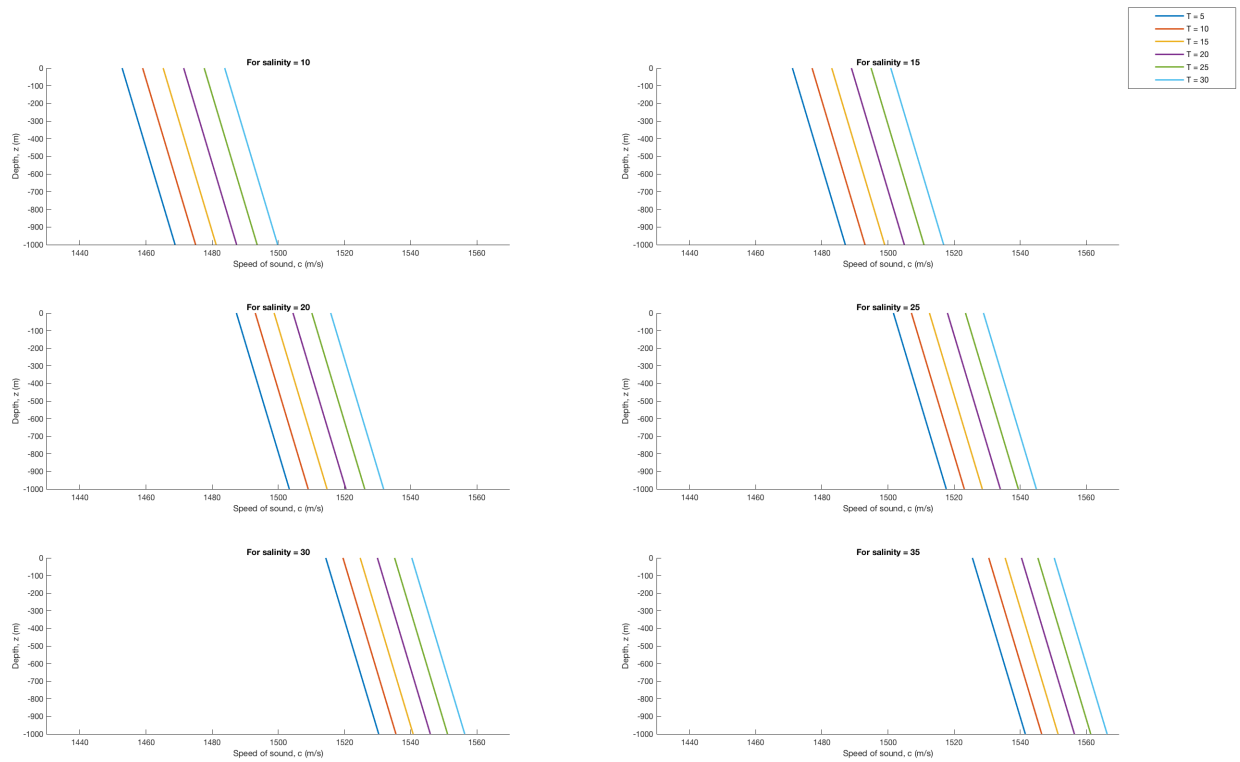 T = 5
T = 10
T = 15
T = 20
T = 25
T = 30
For salinity = 10
0
-100
-200
-300
-400
-500
-600
-700
-800
-900
-1000
Depth, z (m)
1440 1460 1480 1500 1520 1540 1560
Speed of sound, c (m/s)
For salinity = 15
0
-100
-200
-300
-400
-500
-600
-700
-800
-900
-1000
Depth, z (m)
1440 1460 1480 1500 1520 1540 1560
Speed of sound, c (m/s)
For salinity = 20
0
-100
-200
-300
-400
-500
-600
-700
-800
-900
-1000
Depth, z (m)
1440 1460 1480 1500 1520 1540 1560
Speed of sound, c (m/s)
For salinity = 25
0
-100
-200
-300
-400
-500
-600
-700
-800
-900
-1000
Depth, z (m)
1440 1460 1480 1500 1520 1540 1560
Speed of sound, c (m/s)
For salinity = 30
0
-100
-200
-300
-400
-500
-600
-700
-800
-900
-1000
Depth, z (m)
1440 1460 1480 1500 1520 1540 1560
Speed of sound, c (m/s)
For salinity = 35
0
-100
-200
-300
-400
-500
-600
-700
-800
-900
-1000
Depth, z (m)
1440 1460 1480 1500 1520 1540 1560
Speed of sound, c (m/s)